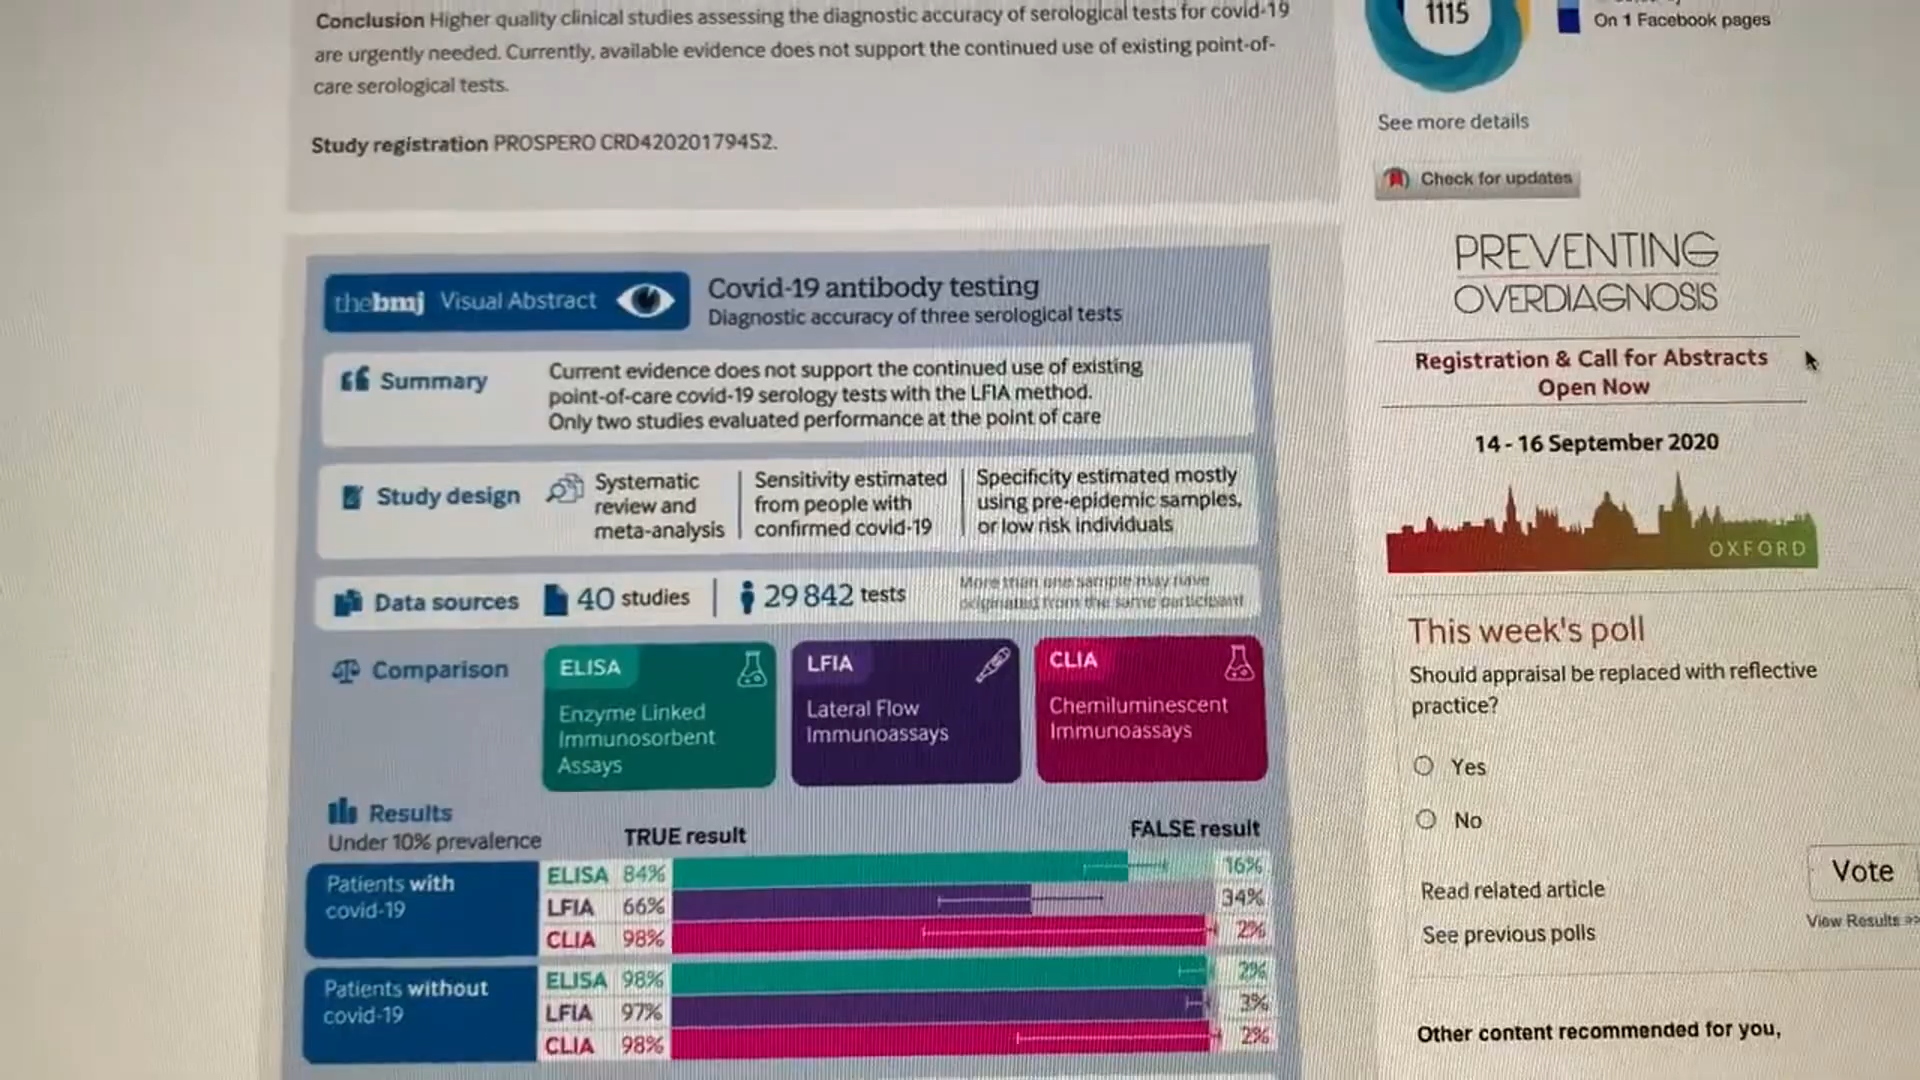 Conclusion Higher quality clinical studies assessing the diagnostic accuracy of serological tests for covid-19
are urgently needed. Currently, available evidence does not support the continued use of existing point-of-
care serological tests.
Study registration PROSPERO CRD42020179452.
thebmj Visual Abstract
Covid-19 antibody testing
Diagnostic accuracy of three serological tests
Summary
Current evidence does not support the continued use of existing
point-of-care covid-19 serology tests with the LFIA method.
Only two studies evaluated performance at the point of care
Study design
Systematic
review and
meta-analysis
Sensitivity estimated
from people with
confirmed covid-19
Specificity estimated mostly
using pre-epidemic samples,
or low risk individuals
Data sources
40 studies
29 842 tests
More than one sample may have
originated from the same participant
Comparison
ELISA
Enzyme Linked
Immunosorbent
Assays
LFIA
Lateral Flow
Immunoassays
CLIA
Chemiluminescent
Immunoassays
Results
Under 10% prevalence
TRUE result
FALSE result
Patients with
covid-19
ELISA 84% 16%
LFIA 66% 34%
CLIA 98% 2%
Patients without
covid-19
ELISA 98% 2%
LFIA 97% 3%
CLIA 98% 2%
1115
On 1 Facebook pages
See more details
Check for updates
PREVENTING
OVERDIAGNOSIS
Registration & Call for Abstracts
Open Now
14 - 16 September 2020
OXFORD
This week's poll
Should appraisal be replaced with reflective
practice?
Yes
No
Vote
Read related article
View Results >>
See previous polls
Other content recommended for you,